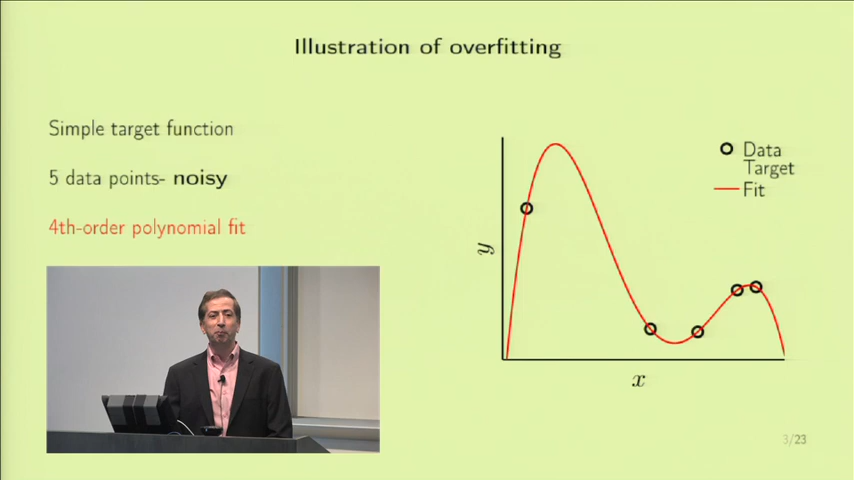 Illustration of overfitting
Simple target function
5 data points- noisy
4th-order polynomial fit
Data
Target
Fit
y
x
3/23